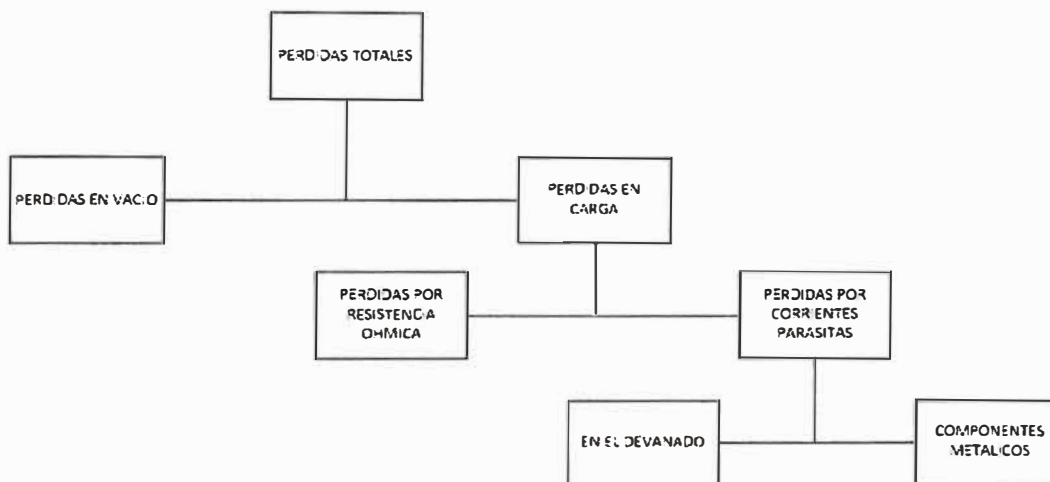 PERDIDAS TOTALES
PERDIDAS EN VACIO
PERDIDAS EN
CARGA
PERDIDAS POR
RESISTENCIA
OHMICA
PERDIDAS POR
CORRIENTES
PARASITAS
EN EL DEVANADO
COMPONENTES
METALICOS